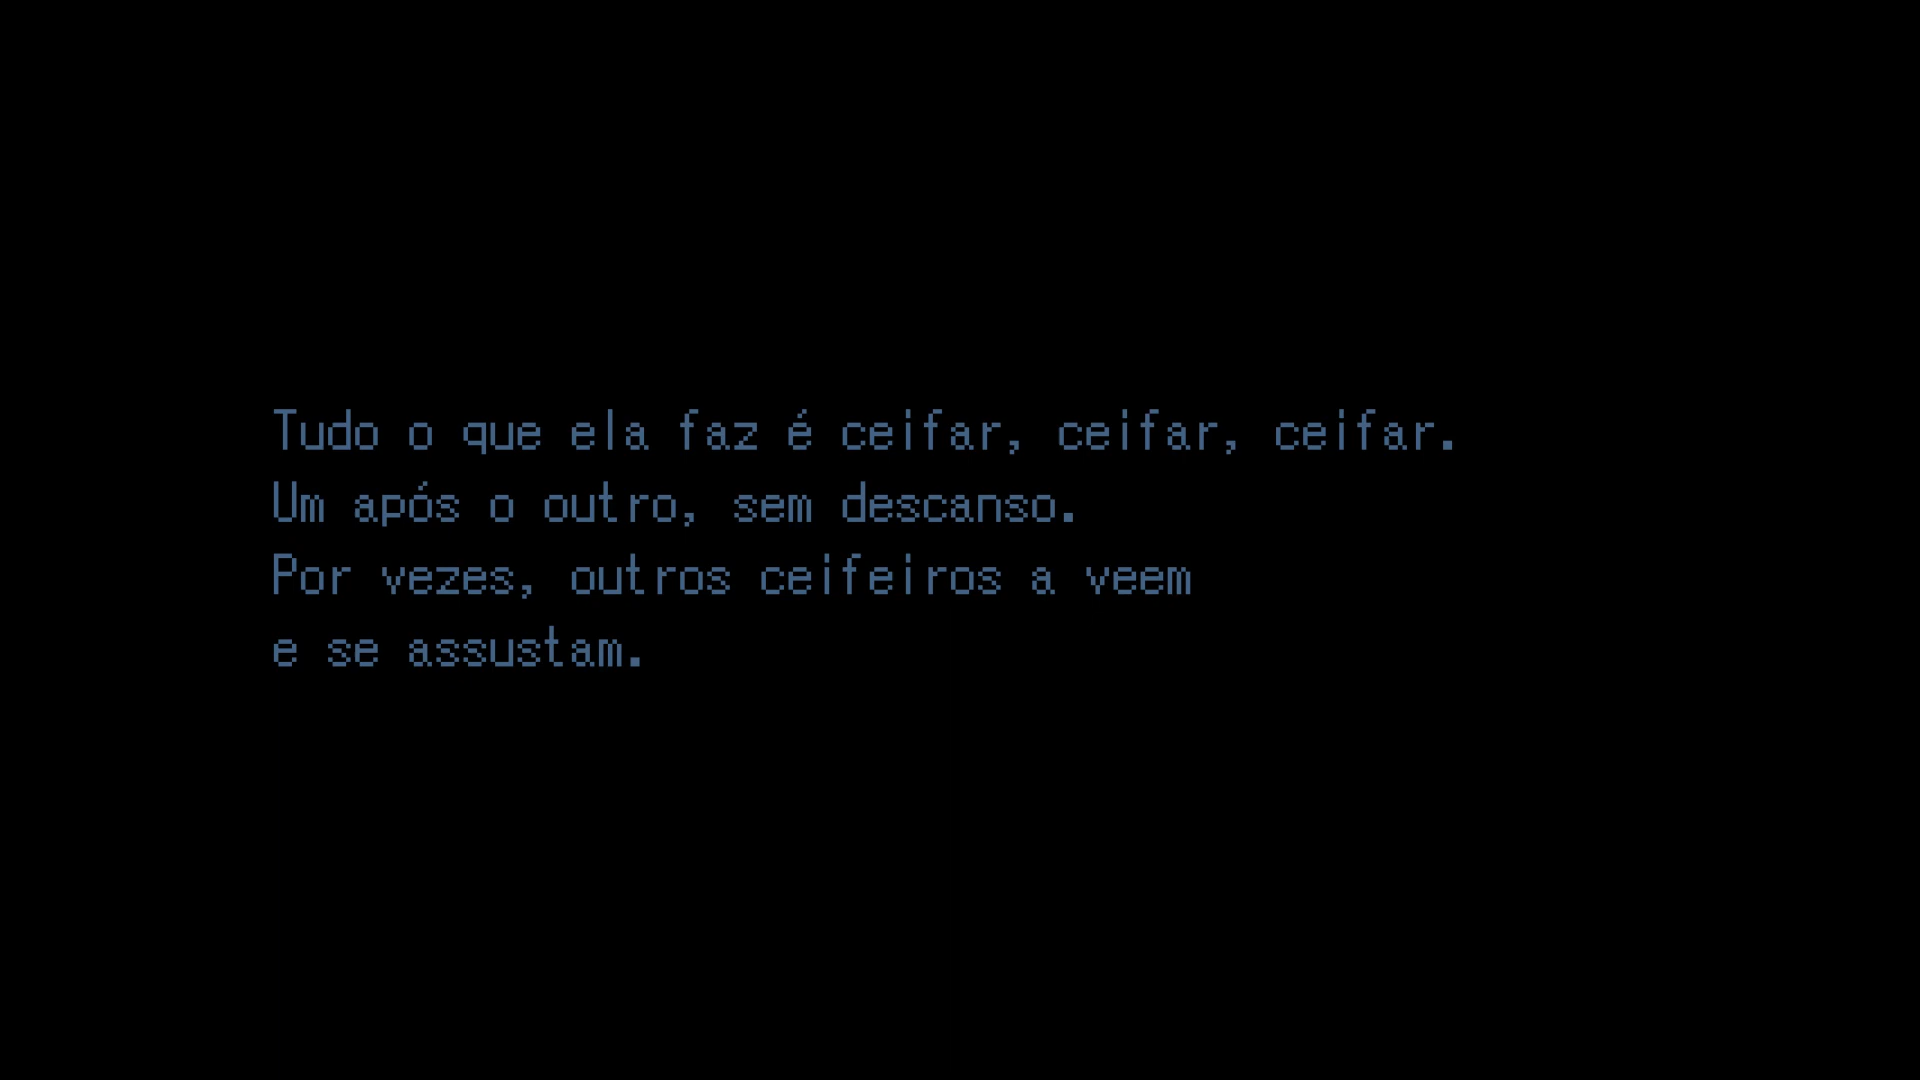 Tudo o que ela faz é ceifar, ceifar, ceifar.
Um após o outro, sem descanso.
Por vezes, outros ceifeiros a veem
e se assustam.